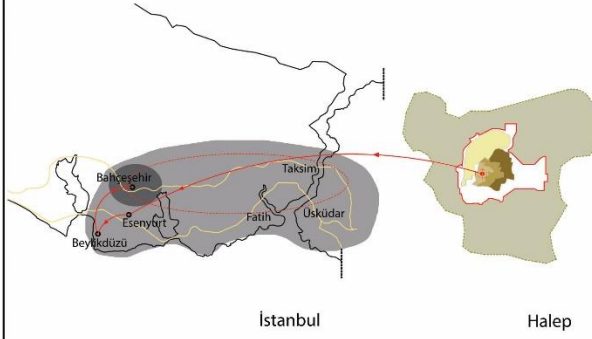 Taksim
Bahçeşehir
Esenyurt
Fatih
Üsküdar
Beylikdüzü
İstanbul
Halep